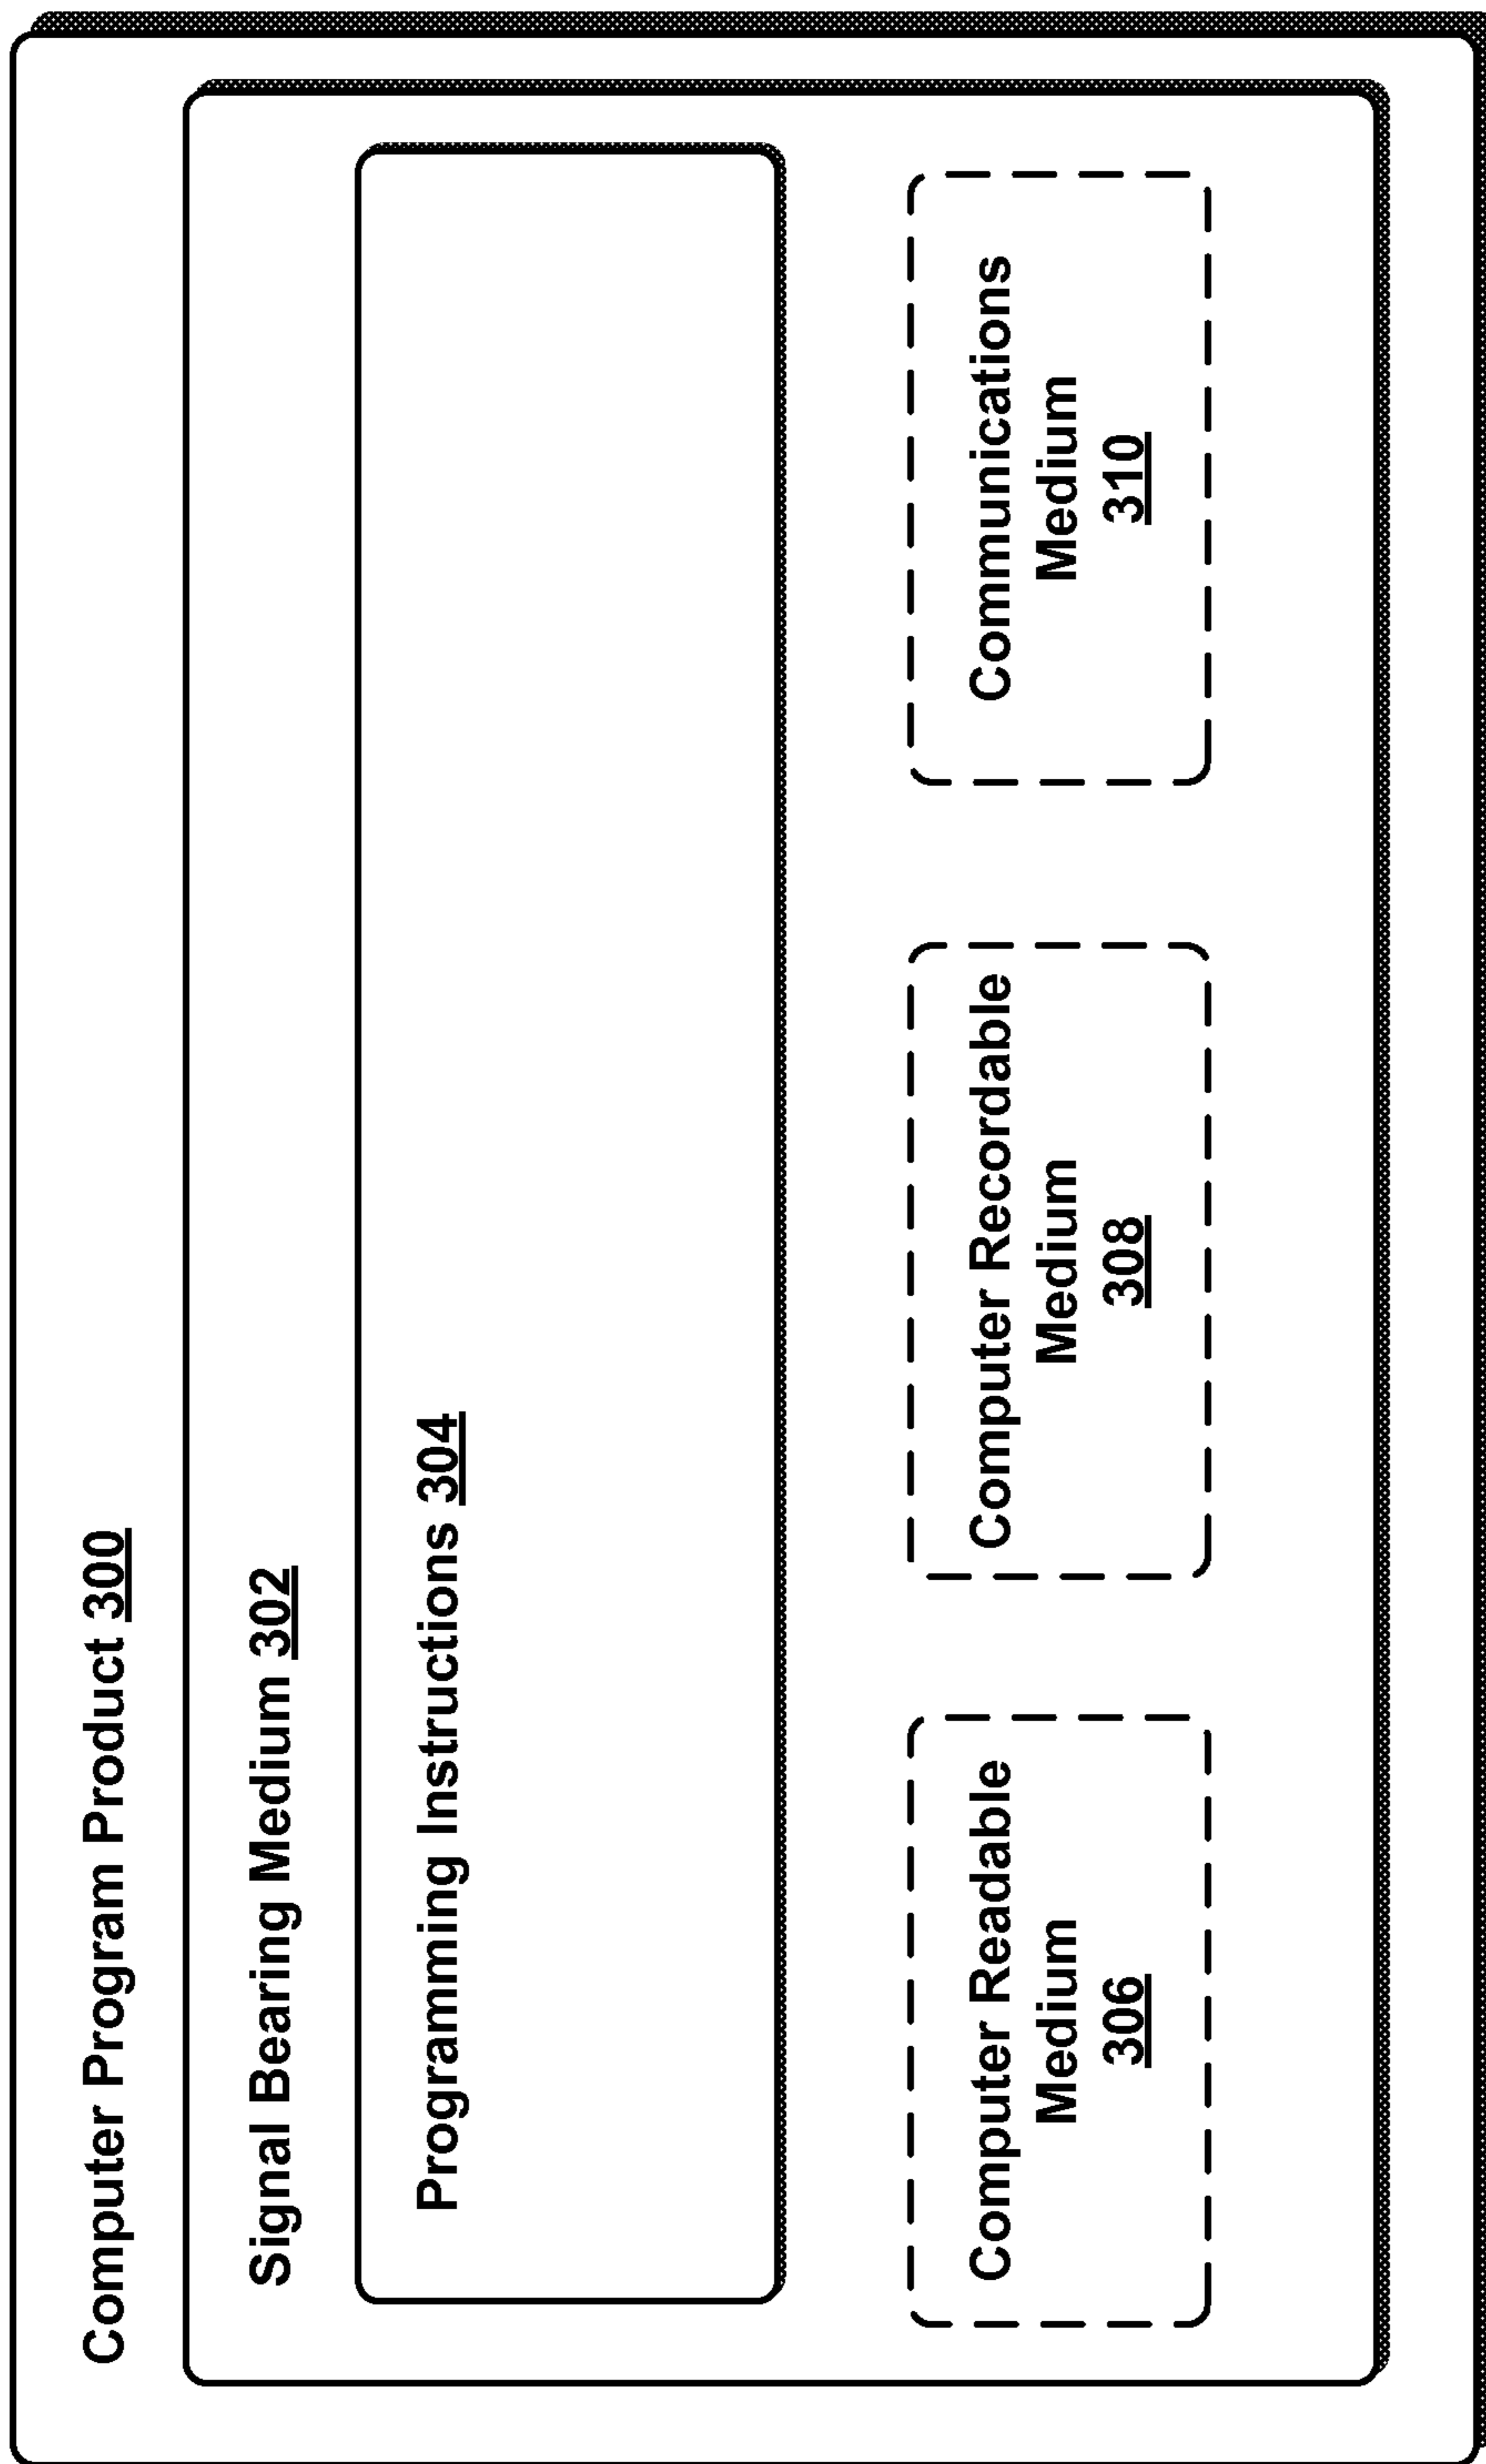 Computer Program Product 300
Signal Bearing Medium 302
Programming Instructions 304
Computer Readable
Medium
306
Computer Recordable
Medium
308
Communications
Medium
310